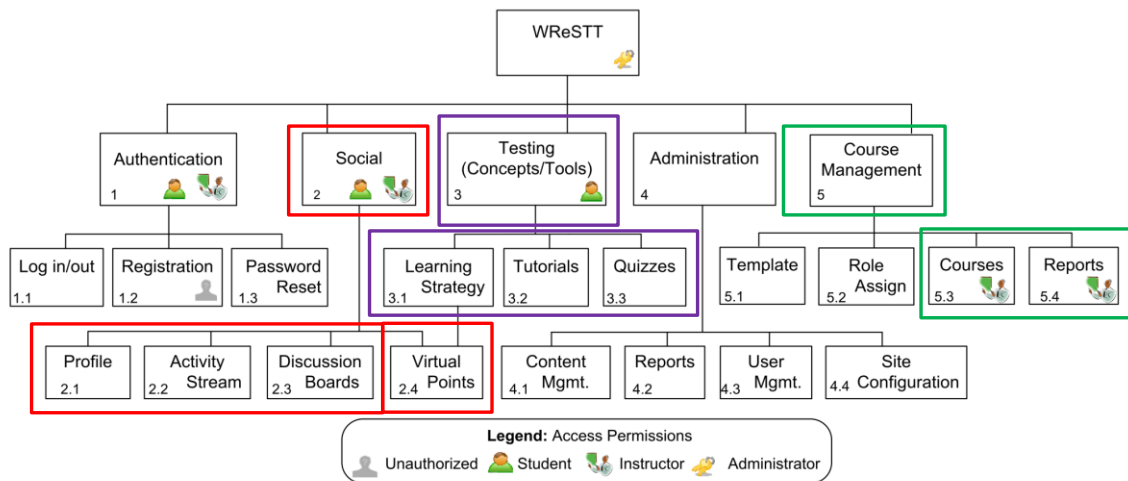 WReSTT
Authentication
1
Social
2
Testing
(Concepts/Tools)
3
Administration
4
Course
Management
5
Log in/out
1.1
Registration
1.2
Password
Reset
1.3
Learning
Strategy
3.1
Tutorials
3.2
Quizzes
3.3
Template
5.1
Role
Assign
5.2
Courses
5.3
Reports
5.4
Profile
2.1
Activity
Stream
2.2
Discussion
Boards
2.3
Virtual
Points
2.4
Content
Mgmt.
4.1
Reports
4.2
User
Mgmt.
4.3
Site
Configuration
4.4
Legend: Access Permissions
Unauthorized Student Instructor Administrator